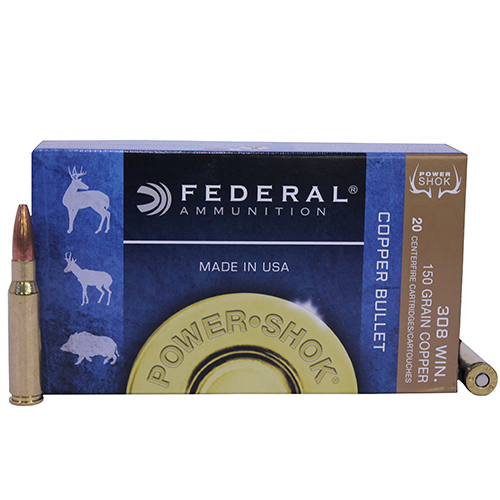 FEDERAL®
AMMUNITION
MADE IN USA
POWER•SHOK®
COPPER BULLET
POWER
SHOK
308 WIN.
150 GRAIN COPPER
20 CENTERFIRE CARTRIDGES/CARTOUCHES